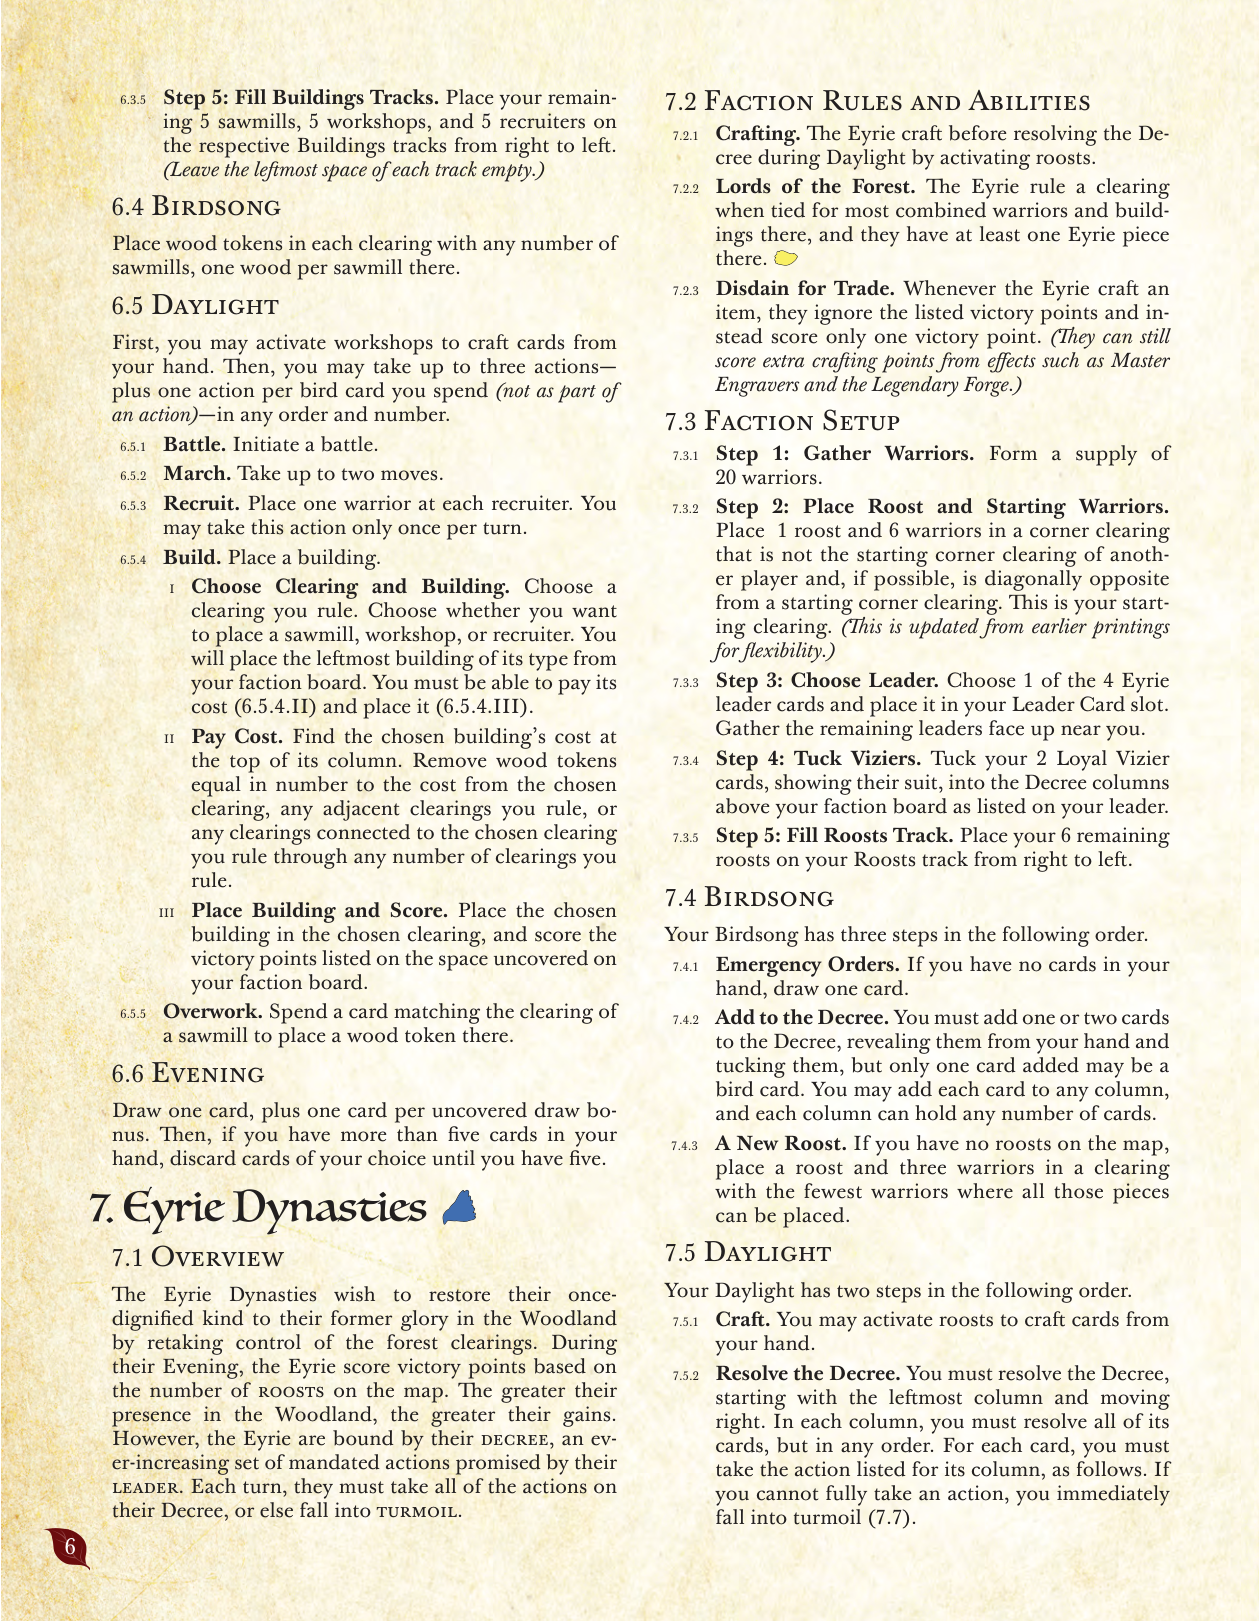 6.3.5 Step 5: Fill Buildings Tracks. Place your remain-
ing 5 sawmills, 5 workshops, and 5 recruiters on
the respective Buildings tracks from right to left.
(Leave the leftmost space of each track empty.)
6.4 Birdsong
Place wood tokens in each clearing with any number of
sawmills, one wood per sawmill there.
6.5 Daylight
First, you may activate workshops to craft cards from
your hand. Then, you may take up to three actions—
plus one action per bird card you spend (not as part of
an action)—in any order and number.
6.5.1 Battle. Initiate a battle.
6.5.2 March. Take up to two moves.
6.5.3 Recruit. Place one warrior at each recruiter. You
may take this action only once per turn.
6.5.4 Build. Place a building.
I Choose Clearing and Building. Choose a
clearing you rule. Choose whether you want
to place a sawmill, workshop, or recruiter. You
will place the leftmost building of its type from
your faction board. You must be able to pay its
cost (6.5.4.II) and place it (6.5.4.III).
II Pay Cost. Find the chosen building's cost at
the top of its column. Remove wood tokens
equal in number to the cost from the chosen
clearing, any adjacent clearings you rule, or
any clearings connected to the chosen clearing
you rule through any number of clearings you
rule.
III Place Building and Score. Place the chosen
building in the chosen clearing, and score the
victory points listed on the space uncovered on
your faction board.
6.5.5 Overwork. Spend a card matching the clearing of
a sawmill to place a wood token there.
6.6 Evening
Draw one card, plus one card per uncovered draw bo-
nus. Then, if you have more than five cards in your
hand, discard cards of your choice until you have five.
7. Eyrie Dynasties
7.1 Overview
The Eyrie Dynasties wish to restore their once-
dignified kind to their former glory in the Woodland
by retaking control of the forest clearings. During
their Evening, the Eyrie score victory points based on
the number of roosts on the map. The greater their
presence in the Woodland, the greater their gains.
However, the Eyrie are bound by their decree, an ev-
er-increasing set of mandated actions promised by their
leader. Each turn, they must take all of the actions on
their Decree, or else fall into turmoil.
6
7.2 Faction Rules and Abilities
7.2.1 Crafting. The Eyrie craft before resolving the De-
cree during Daylight by activating roosts.
7.2.2 Lords of the Forest. The Eyrie rule a clearing
when tied for most combined warriors and build-
ings there, and they have at least one Eyrie piece
there.
7.2.3 Disdain for Trade. Whenever the Eyrie craft an
item, they ignore the listed victory points and in-
stead score only one victory point. (They can still
score extra crafting points from effects such as Master
Engravers and the Legendary Forge.)
7.3 Faction Setup
7.3.1 Step 1: Gather Warriors. Form a supply of
20 warriors.
7.3.2 Step 2: Place Roost and Starting Warriors.
Place 1 roost and 6 warriors in a corner clearing
that is not the starting corner clearing of anoth-
er player and, if possible, is diagonally opposite
from a starting corner clearing. This is your start-
ing clearing. (This is updated from earlier printings
for flexibility.)
7.3.3 Step 3: Choose Leader. Choose 1 of the 4 Eyrie
leader cards and place it in your Leader Card slot.
Gather the remaining leaders face up near you.
7.3.4 Step 4: Tuck Viziers. Tuck your 2 Loyal Vizier
cards, showing their suit, into the Decree columns
above your faction board as listed on your leader.
7.3.5 Step 5: Fill Roosts Track. Place your 6 remaining
roosts on your Roosts track from right to left.
7.4 Birdsong
Your Birdsong has three steps in the following order.
7.4.1 Emergency Orders. If you have no cards in your
hand, draw one card.
7.4.2 Add to the Decree. You must add one or two cards
to the Decree, revealing them from your hand and
tucking them, but only one card added may be a
bird card. You may add each card to any column,
and each column can hold any number of cards.
7.4.3 A New Roost. If you have no roosts on the map,
place a roost and three warriors in a clearing
with the fewest warriors where all those pieces
can be placed.
7.5 Daylight
Your Daylight has two steps in the following order.
7.5.1 Craft. You may activate roosts to craft cards from
your hand.
7.5.2 Resolve the Decree. You must resolve the Decree,
starting with the leftmost column and moving
right. In each column, you must resolve all of its
cards, but in any order. For each card, you must
take the action listed for its column, as follows. If
you cannot fully take an action, you immediately
fall into turmoil (7.7).